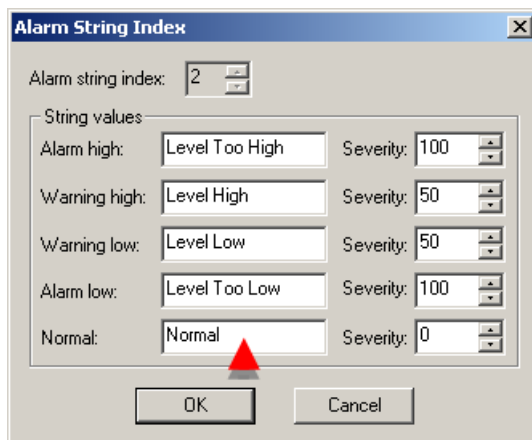 Alarm String Index
Alarm string index: 2
String values
Alarm high: Level Too High Severity: 100
Warning high: Level High Severity: 50
Warning low: Level Low Severity: 50
Alarm low: Level Too Low Severity: 100
Normal: Normal Severity: 0
OK Cancel